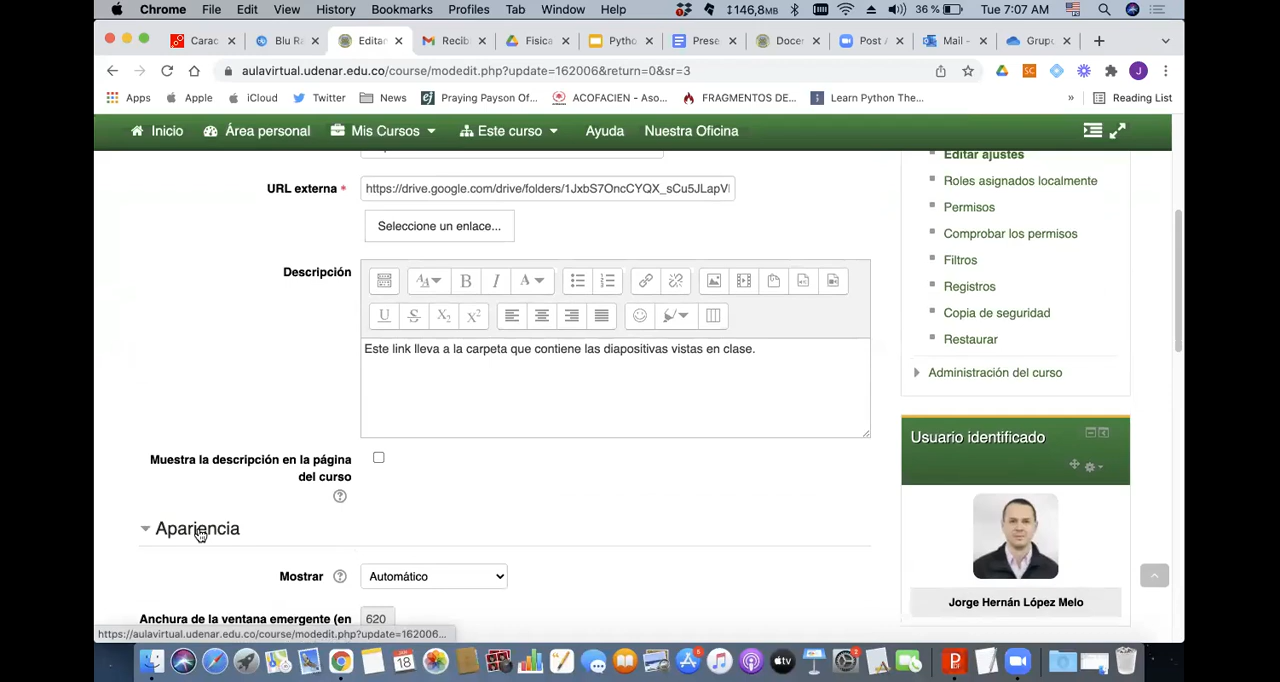 Chrome File Edit View History Bookmarks Profiles Tab Window Help 146,8MB 36 % Tue 7:07 AM
Carac Blu Ra Editan Recib Fisica Pytho Prese Docer Post A Mail - Grupo
aulavirtual.udenar.edu.co/course/modedit.php?update=162006&return=0&sr=3 SC J
Apps Apple iCloud Twitter News Praying Payson Of... ACOFACIEN - Aso... FRAGMENTOS DE... Learn Python The... » Reading List
Inicio Área personal Mis Cursos Este curso Ayuda Nuestra Oficina
Editar ajustes
URL externa * https://drive.google.com/drive/folders/1JxbS7OncCYQX_sCu5JLapVl
Roles asignados localmente
Permisos
Seleccione un enlace...
Comprobar los permisos
Filtros
Descripción
Registros
Copia de seguridad
Restaurar
Este link lleva a la carpeta que contiene las diapositivas vistas en clase.
Administración del curso
Usuario identificado
Muestra la descripción en la página
del curso
Apariencia
Mostrar Automático
Jorge Hernán López Melo
Anchura de la ventana emergente (en 620
https://aulavirtual.udenar.edu.co/course/modedit.php?update=162006...